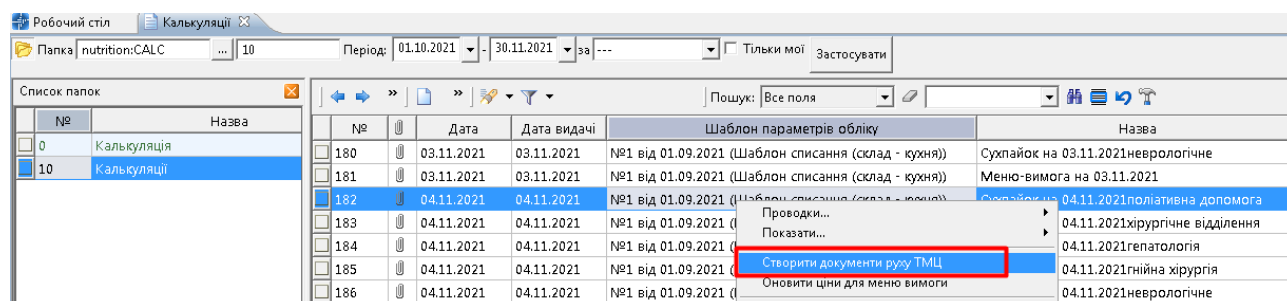 Робочий стіл Калькуляції
Папка nutrition:CALC ... 10 Період: 01.10.2021 - 30.11.2021 за --- Тільки мої Застосувати
Список папок » » Пошук: Все поля
№ Назва
0 Калькуляція
10 Калькуляції
№ Дата Дата видачі Шаблон параметрів обліку Назва
180 03.11.2021 03.11.2021 №1 від 01.09.2021 (Шаблон списання (склад - кухня)) Сухпайок на 03.11.2021неврологічне
181 03.11.2021 03.11.2021 №1 від 01.09.2021 (Шаблон списання (склад - кухня)) Меню-вимога на 03.11.2021
182 04.11.2021 04.11.2021 №1 від 01.09.2021 (Шаблон списання (склад - кухня)) Сухпайок на 04.11.2021поліативна допомога
183 04.11.2021 04.11.2021 №1 від 01.09.2021 ( 04.11.2021хірургічне відділення
184 04.11.2021 04.11.2021 №1 від 01.09.2021 ( 04.11.2021гепатологія
185 04.11.2021 04.11.2021 №1 від 01.09.2021 ( 04.11.2021гнійна хірургія
186 04.11.2021 04.11.2021 №1 від 01.09.2021 ( 04.11.2021неврологічне
Проводки...
Показати...
Створити документи руху ТМЦ
Оновити ціни для меню вимоги